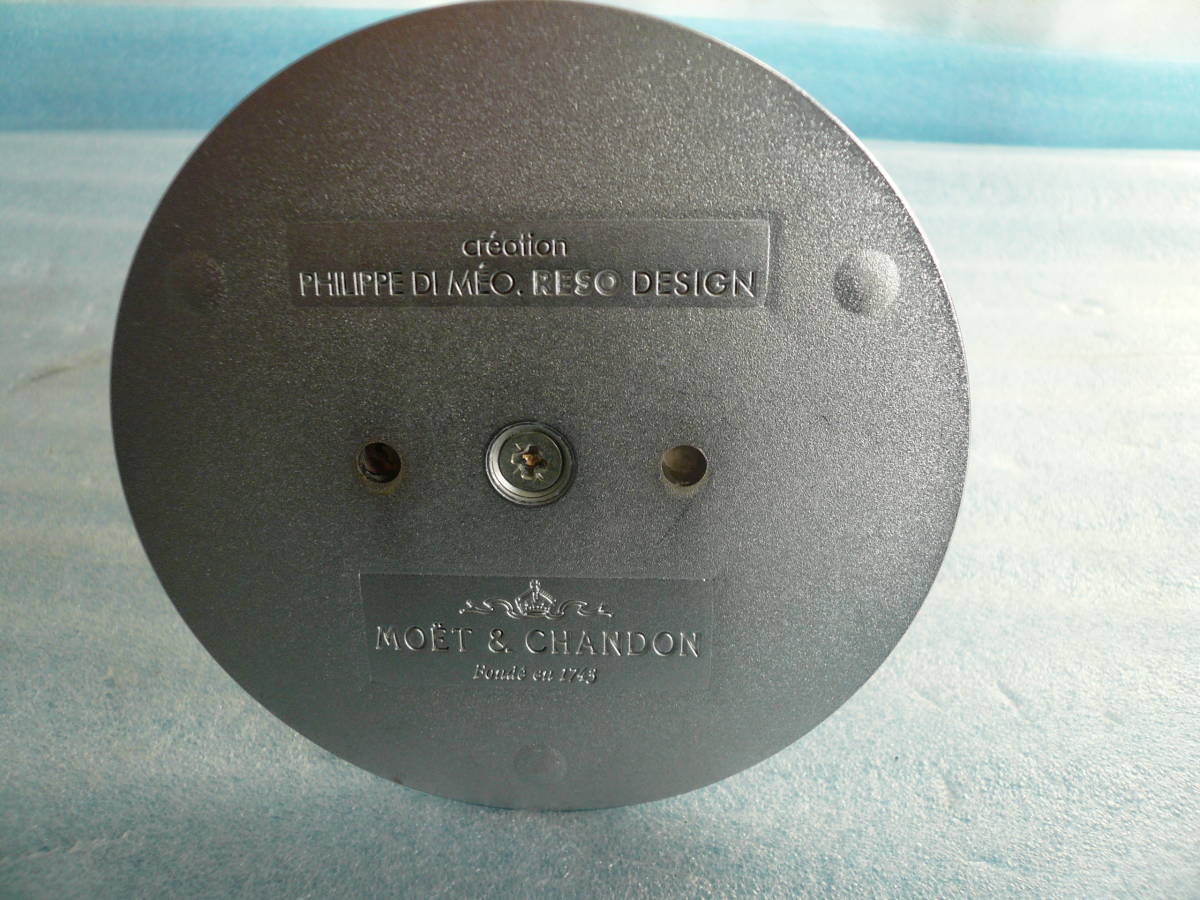 création
PHILIPPE DI MÉO. RESO DESIGN
MOËT & CHANDON
Fondé en 1743